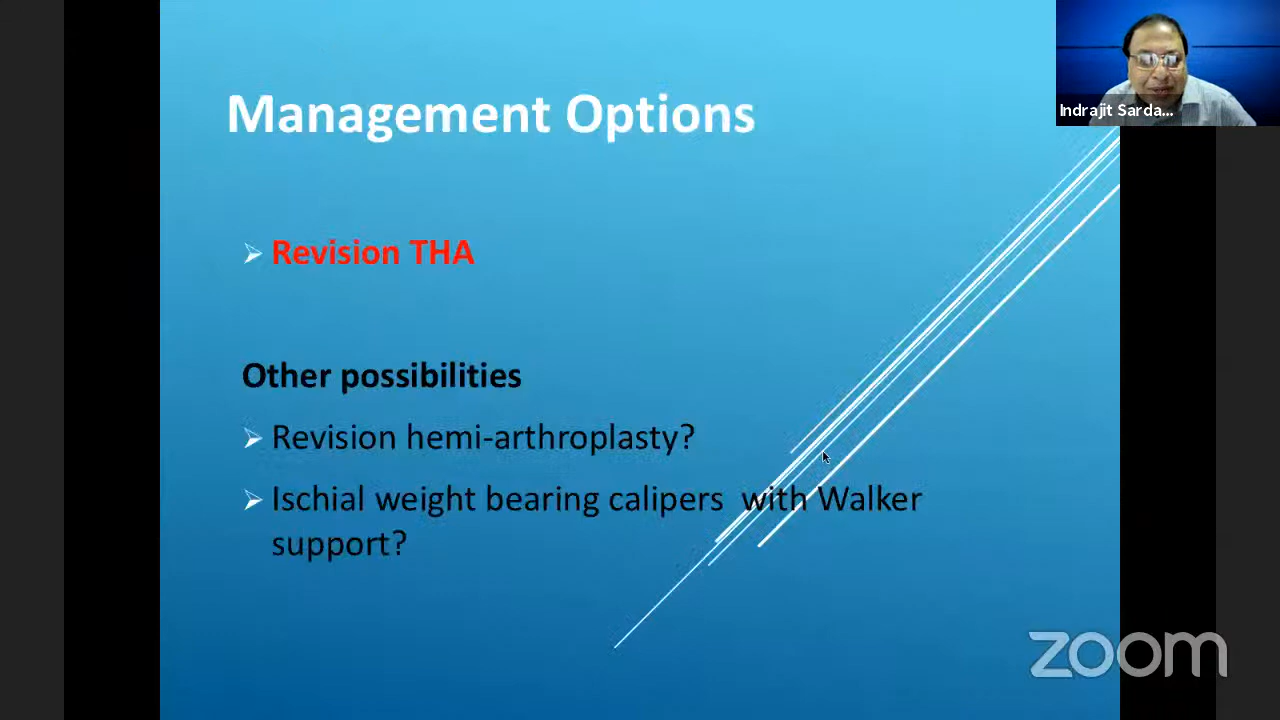 Management Options
Indrajit Sarda...
Revision THA
Other possibilities
Revision hemi-arthroplasty?
Ischial weight bearing calipers with Walker
support?
zoom